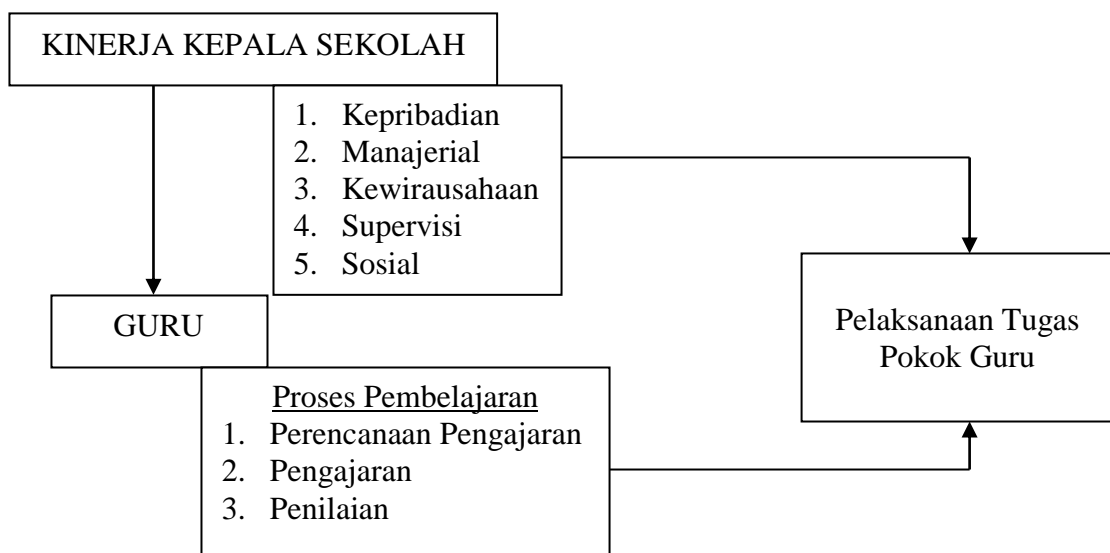 KINERJA KEPALA SEKOLAH
1. Kepribadian
2. Manajerial
3. Kewirausahaan
4. Supervisi
5. Sosial
GURU
Pelaksanaan Tugas
Pokok Guru
Proses Pembelajaran
1. Perencanaan Pengajaran
2. Pengajaran
3. Penilaian